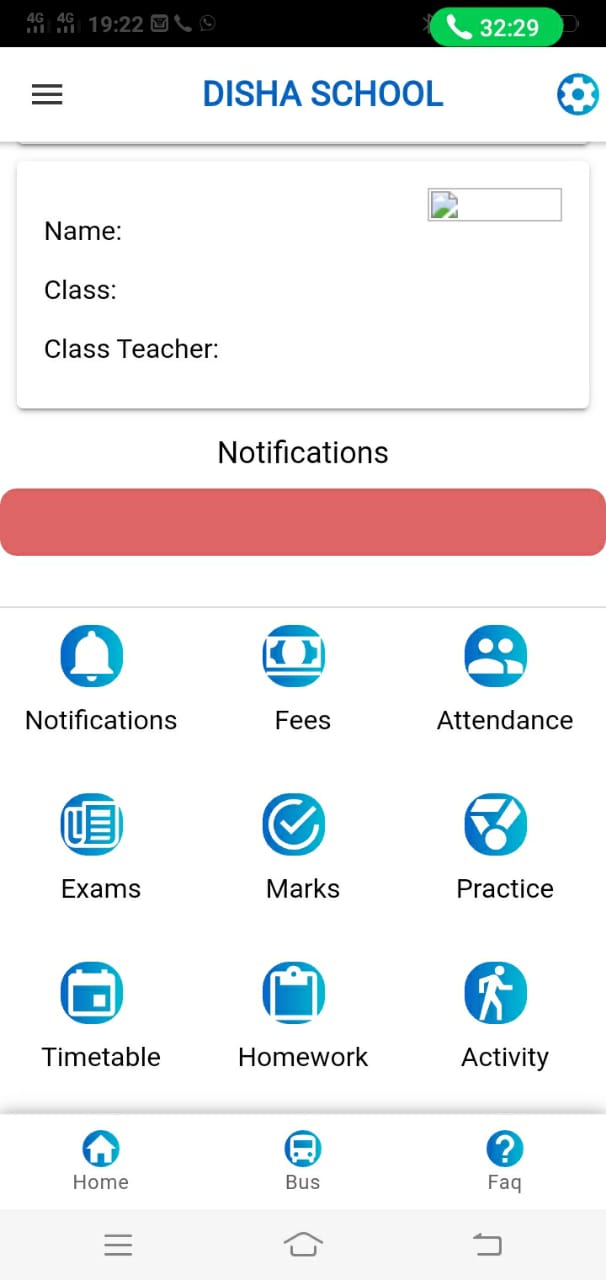 4G 4G 19:22 32:29
DISHA SCHOOL
Name:
Class:
Class Teacher:
Notifications
Notifications Fees Attendance
Exams Marks Practice
Timetable Homework Activity
Home Bus Faq